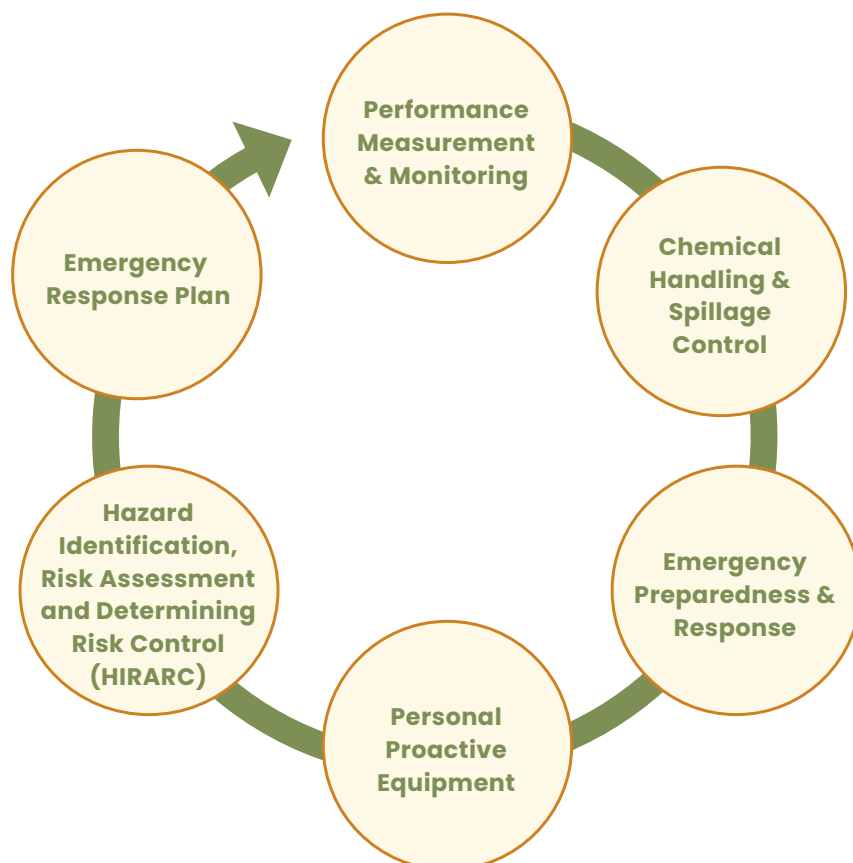 Performance
Measurement
& Monitoring
Chemical
Handling &
Spillage
Control
Emergency
Preparedness &
Response
Personal
Proactive
Equipment
Hazard
Identification,
Risk Assessment
and Determining
Risk Control
(HIRARC)
Emergency
Response Plan